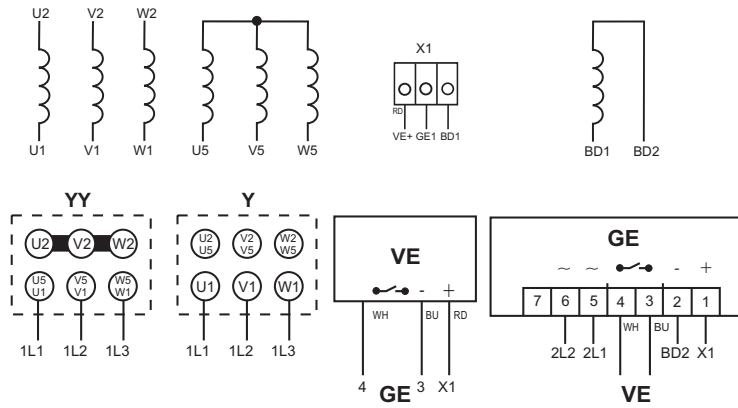 U2 V2 W2
X1
RD
VE+ GE1 BD1
U1 V1 W1 U5 V5 W5 BD1 BD2
YY Y
U2 V2 W2
U5 U1 V5 V1 W5 W1
1L1 1L2 1L3
U2 U5 V2 V5 W2 W5
U1 V1 W1
1L1 1L2 1L3
VE
- +
WH BU RD
4 GE 3 X1
GE
~ ~ - +
7 6 5 4 3 2 1
WH BU
2L2 2L1 BD2 X1
VE